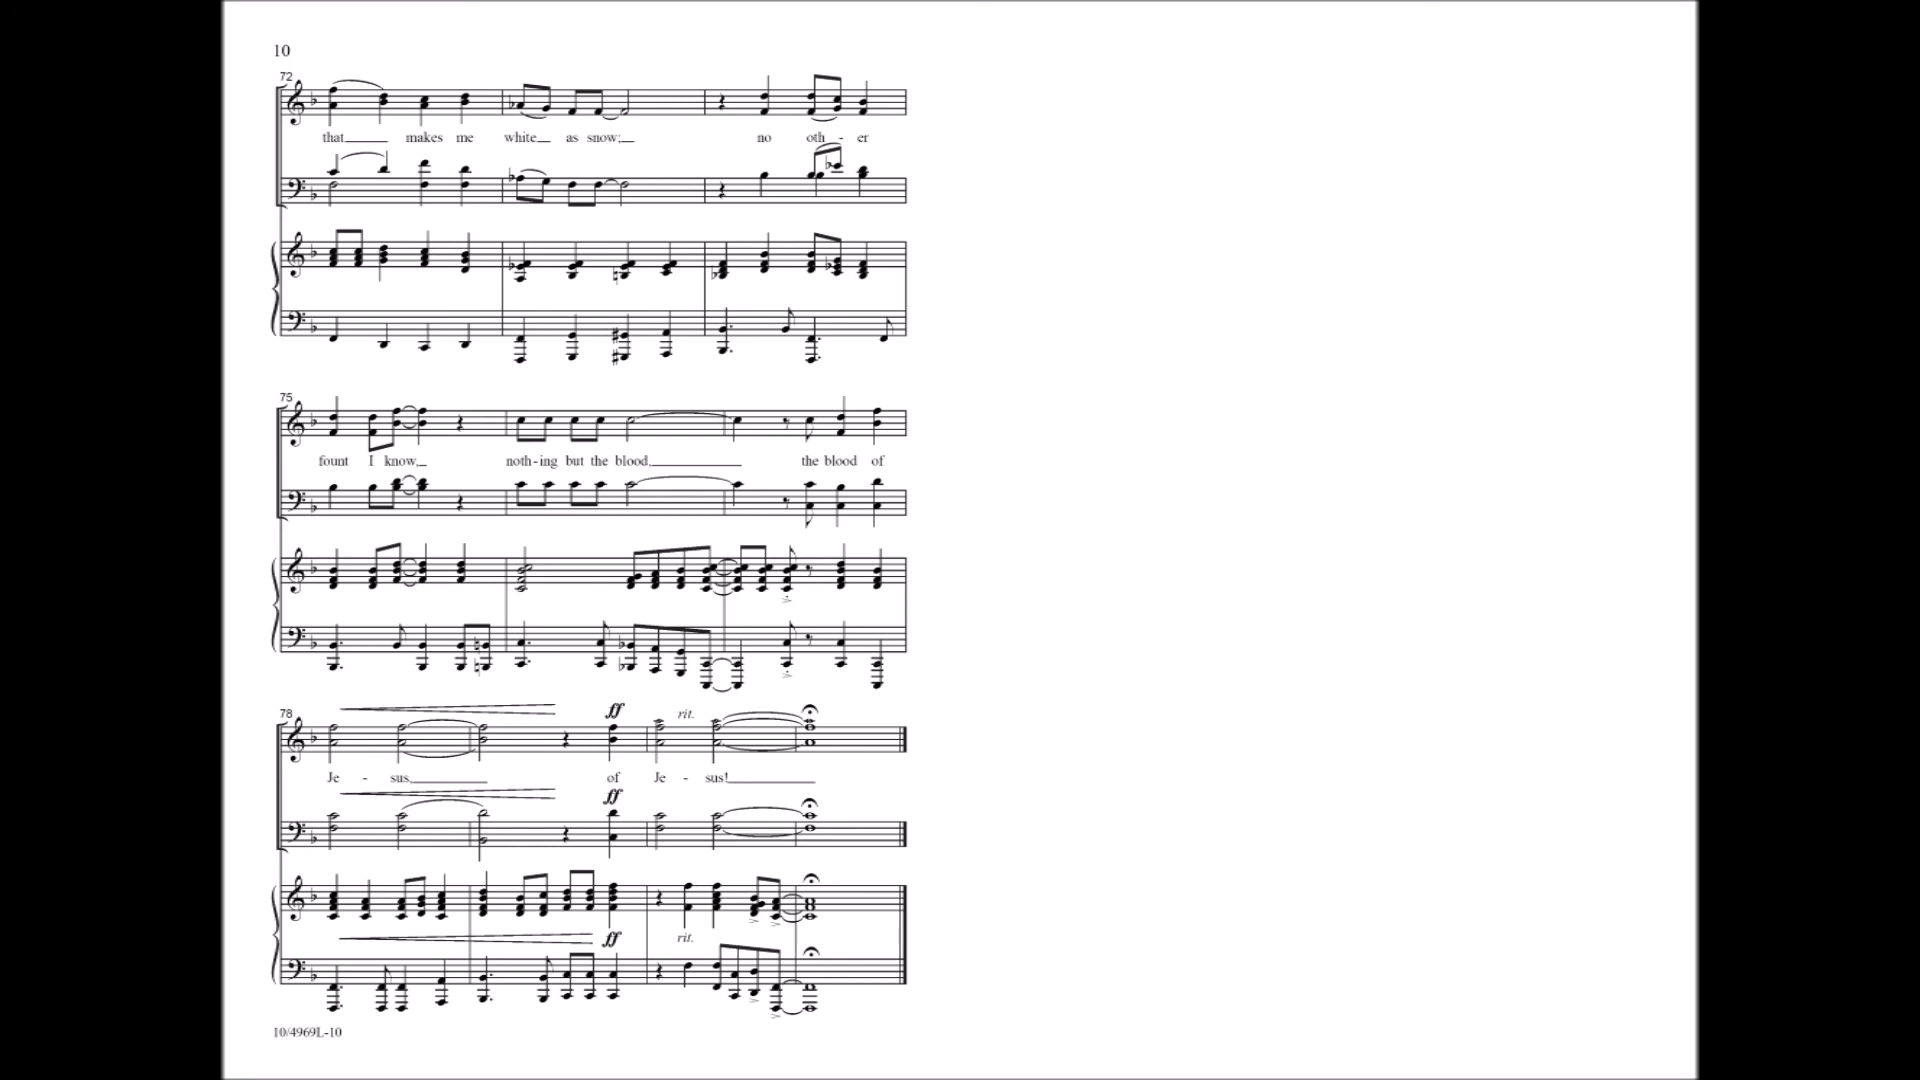 10
72
that makes me white as snow; no oth - er
75
fount I know, noth - ing but the blood, the blood of
78
ff rit.
Je - sus, of Je - sus!
ff
ff rit.
10/4969L-10